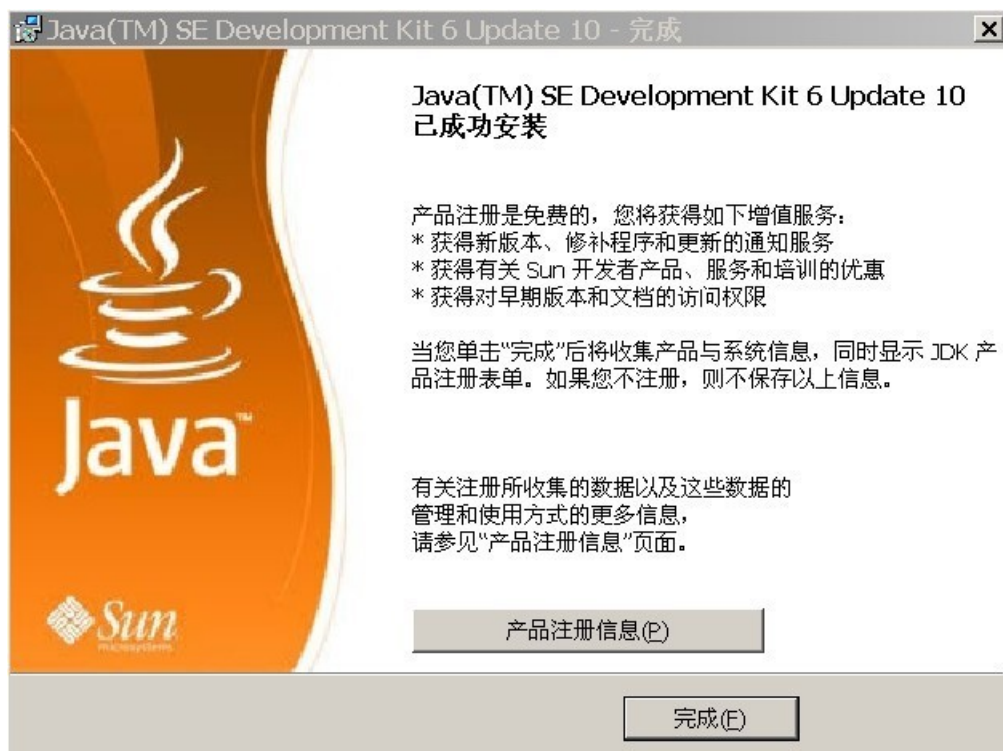 Java(TM) SE Development Kit 6 Update 10 - 完成
Java(TM) SE Development Kit 6 Update 10
已成功安装
产品注册是免费的，您将获得如下增值服务：
* 获得新版本、修补程序和更新的通知服务
* 获得有关 Sun 开发者产品、服务和培训的优惠
* 获得对早期版本和文档的访问权限
当您单击“完成”后将收集产品与系统信息，同时显示 JDK 产
品注册表单。如果您不注册，则不保存以上信息。
Java™
有关注册所收集的数据以及这些数据的
管理和使用方式的更多信息，
请参见“产品注册信息”页面。
Sun
microsystems
产品注册信息(P)
完成(F)